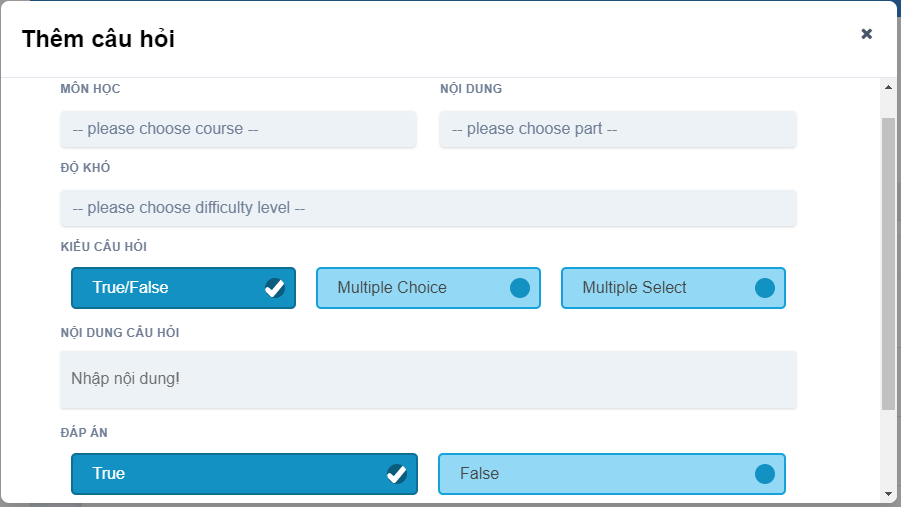 Thêm câu hỏi
MÔN HỌC
NỘI DUNG
-- please choose course --
-- please choose part --
ĐỘ KHÓ
-- please choose difficulty level --
KIỂU CÂU HỎI
True/False
Multiple Choice
Multiple Select
NỘI DUNG CÂU HỎI
Nhập nội dung!
ĐÁP ÁN
True
False